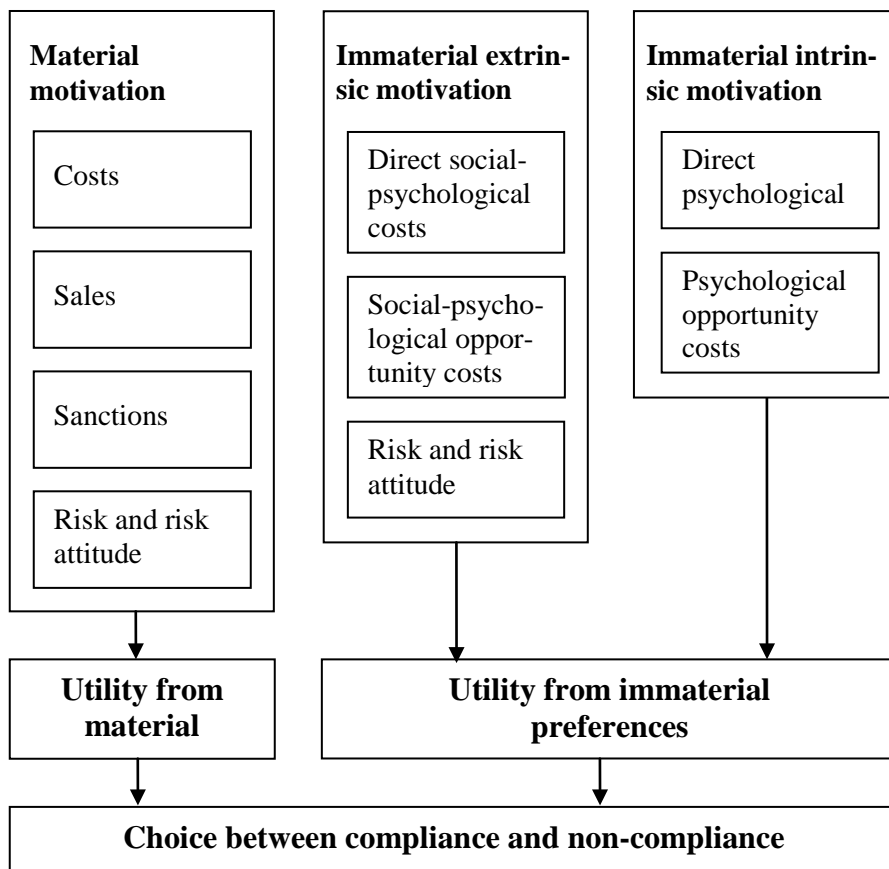 Material
motivation
Costs
Sales
Sanctions
Risk and risk
attitude
Immaterial extrin-
sic motivation
Direct social-
psychological
costs
Social-psycho-
logical oppor-
tunity costs
Risk and risk
attitude
Immaterial intrin-
sic motivation
Direct
psychological
Psychological
opportunity
costs
Utility from
material
Utility from immaterial
preferences
Choice between compliance and non-compliance